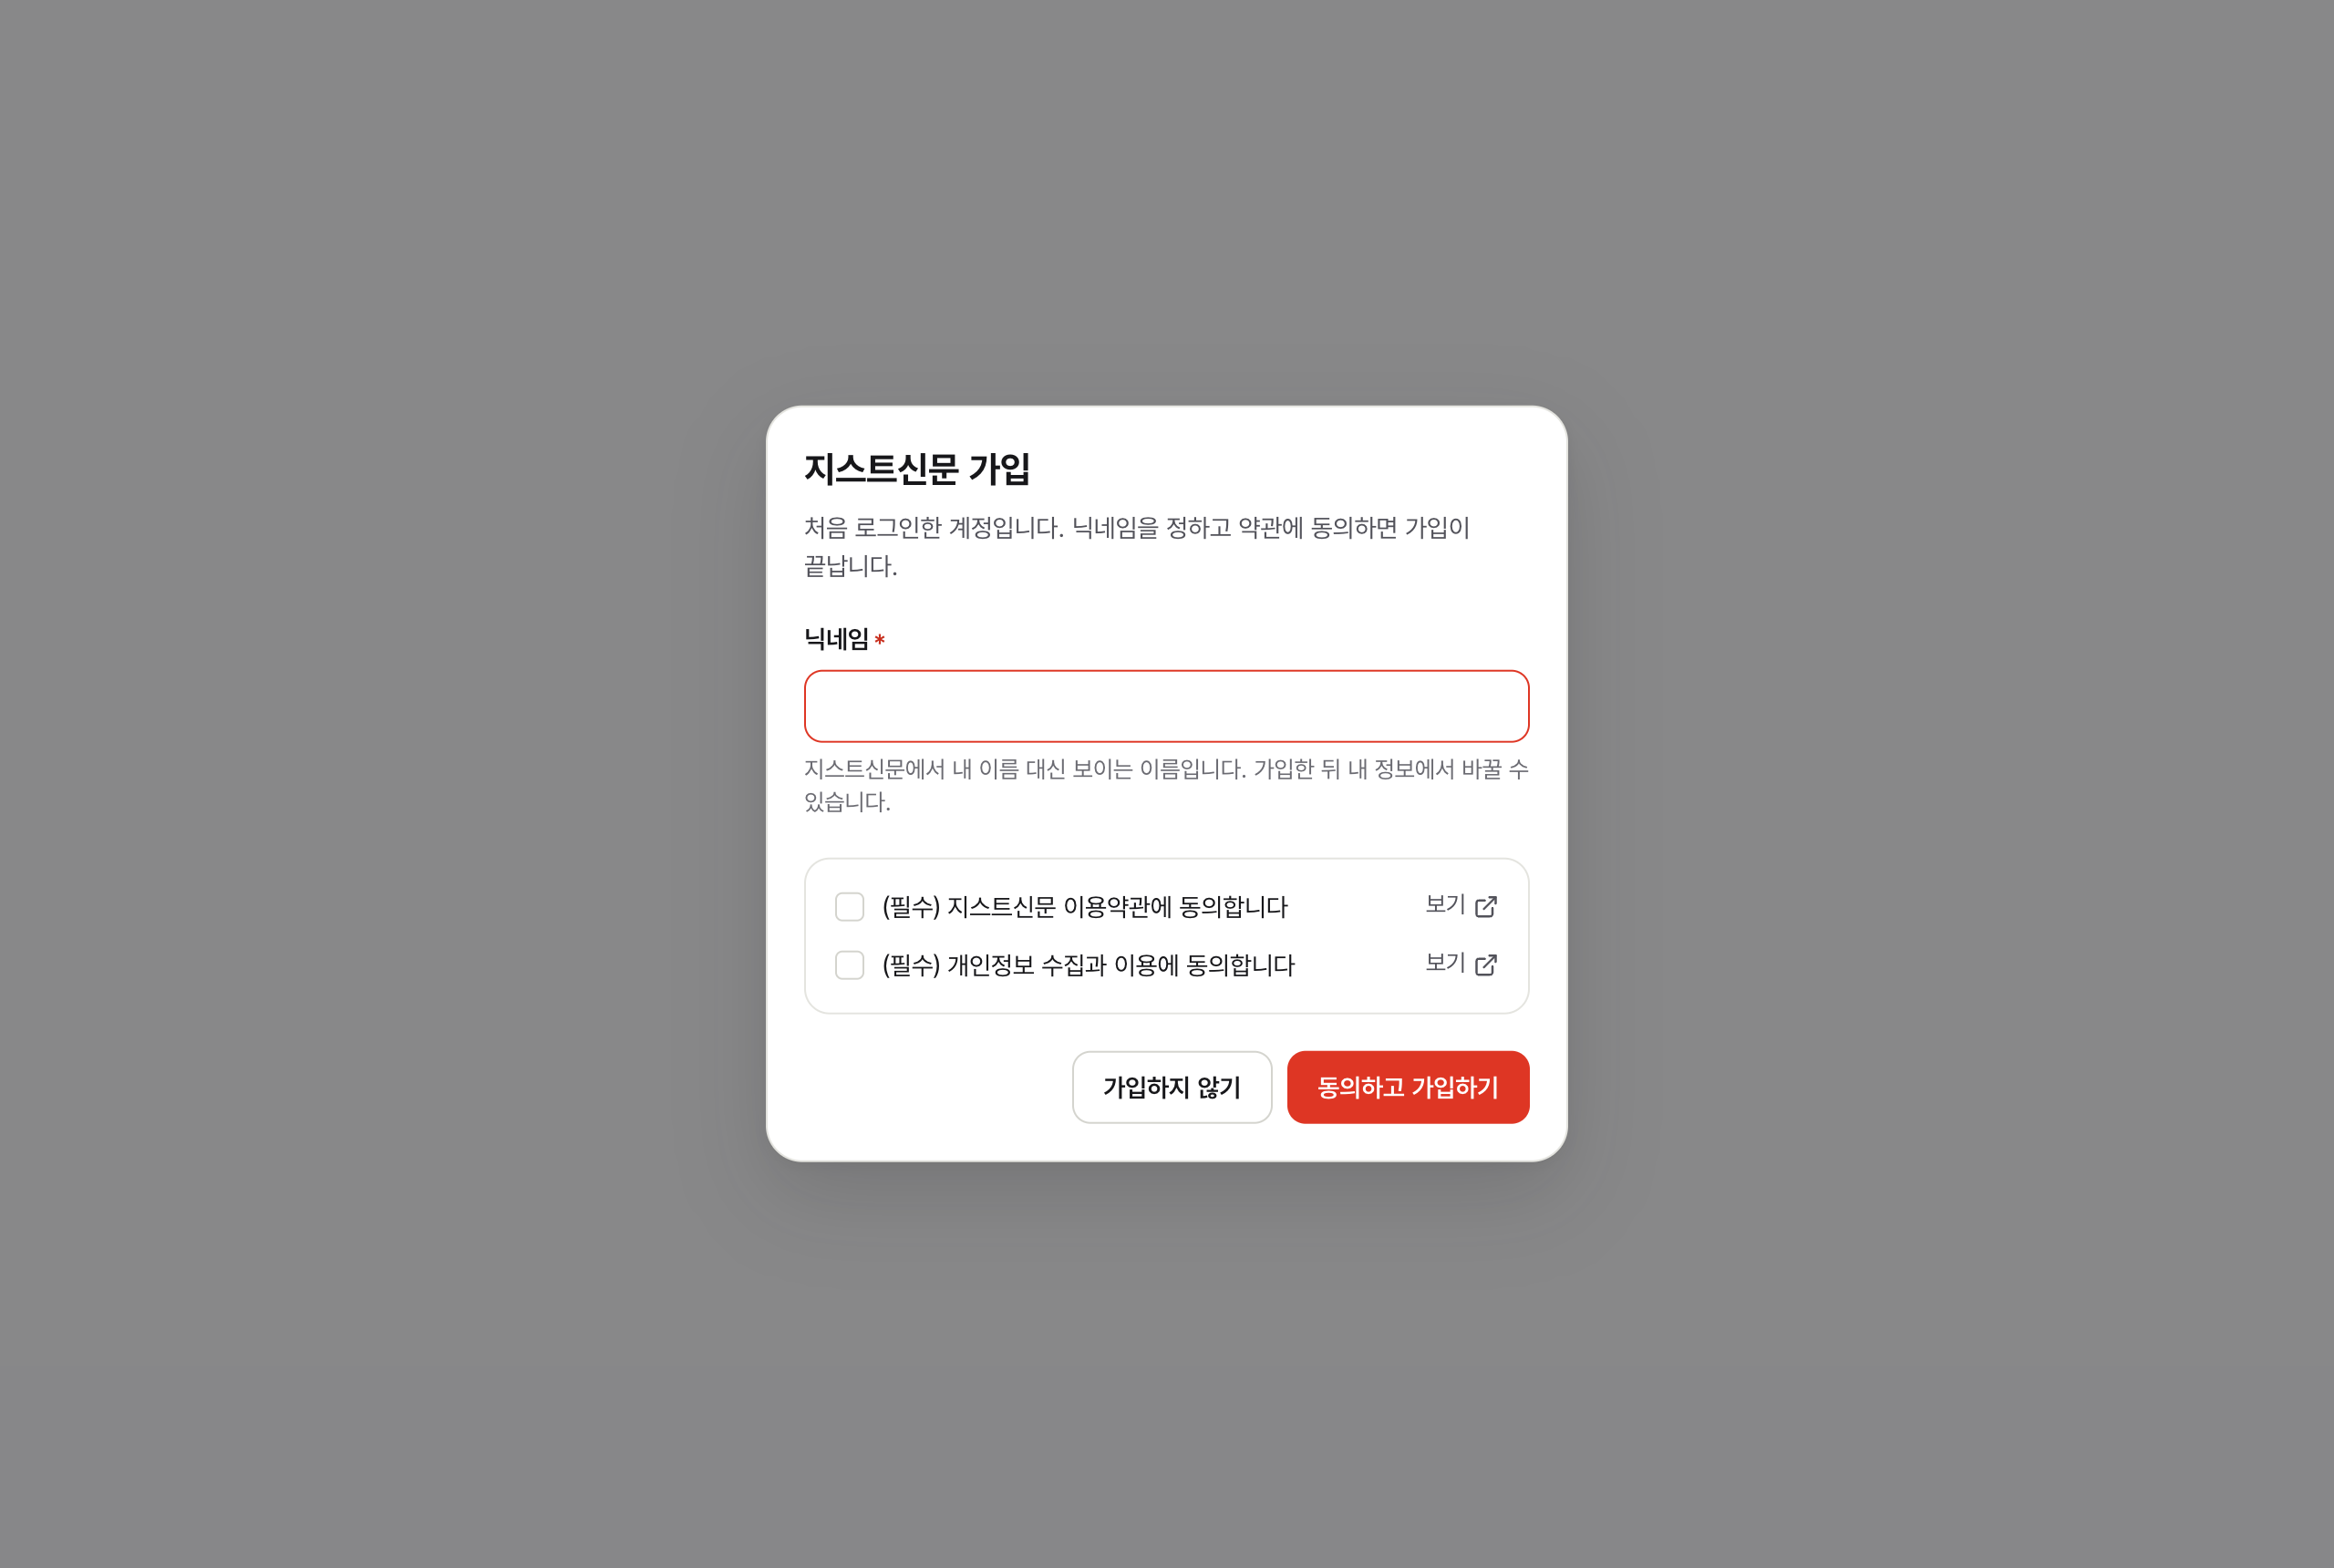 지스트신문 가입
처음 로그인한 계정입니다. 닉네임을 정하고 약관에 동의하면 가입이
끝납니다.
닉네임 *
지스트신문에서 내 이름 대신 보이는 이름입니다. 가입한 뒤 내 정보에서 바꿀 수
있습니다.
(필수) 지스트신문 이용약관에 동의합니다 보기
(필수) 개인정보 수집과 이용에 동의합니다 보기
가입하지 않기 동의하고 가입하기